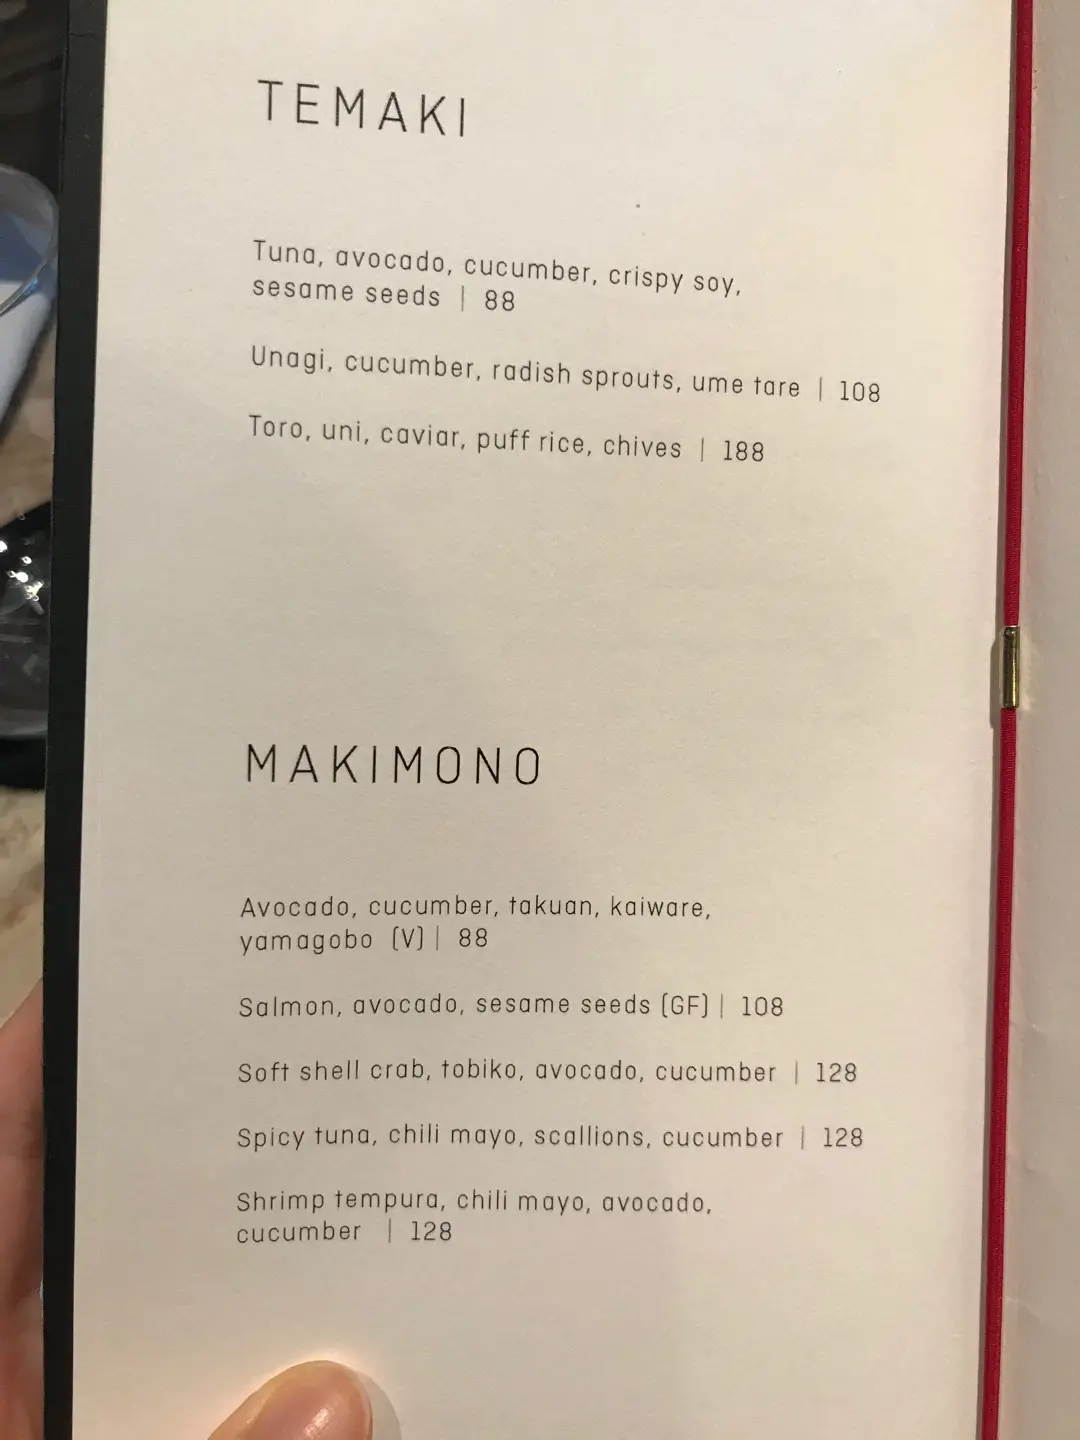 TEMAKI
Tuna, avocado, cucumber, crispy soy,
sesame seeds | 88
Unagi, cucumber, radish sprouts, ume tare | 108
Toro, uni, caviar, puff rice, chives | 188
MAKIMONO
Avocado, cucumber, takuan, kaiware,
yamagobo (V) | 88
Salmon, avocado, sesame seeds (GF) | 108
Soft shell crab, tobiko, avocado, cucumber | 128
Spicy tuna, chili mayo, scallions, cucumber | 128
Shrimp tempura, chili mayo, avocado,
cucumber | 128